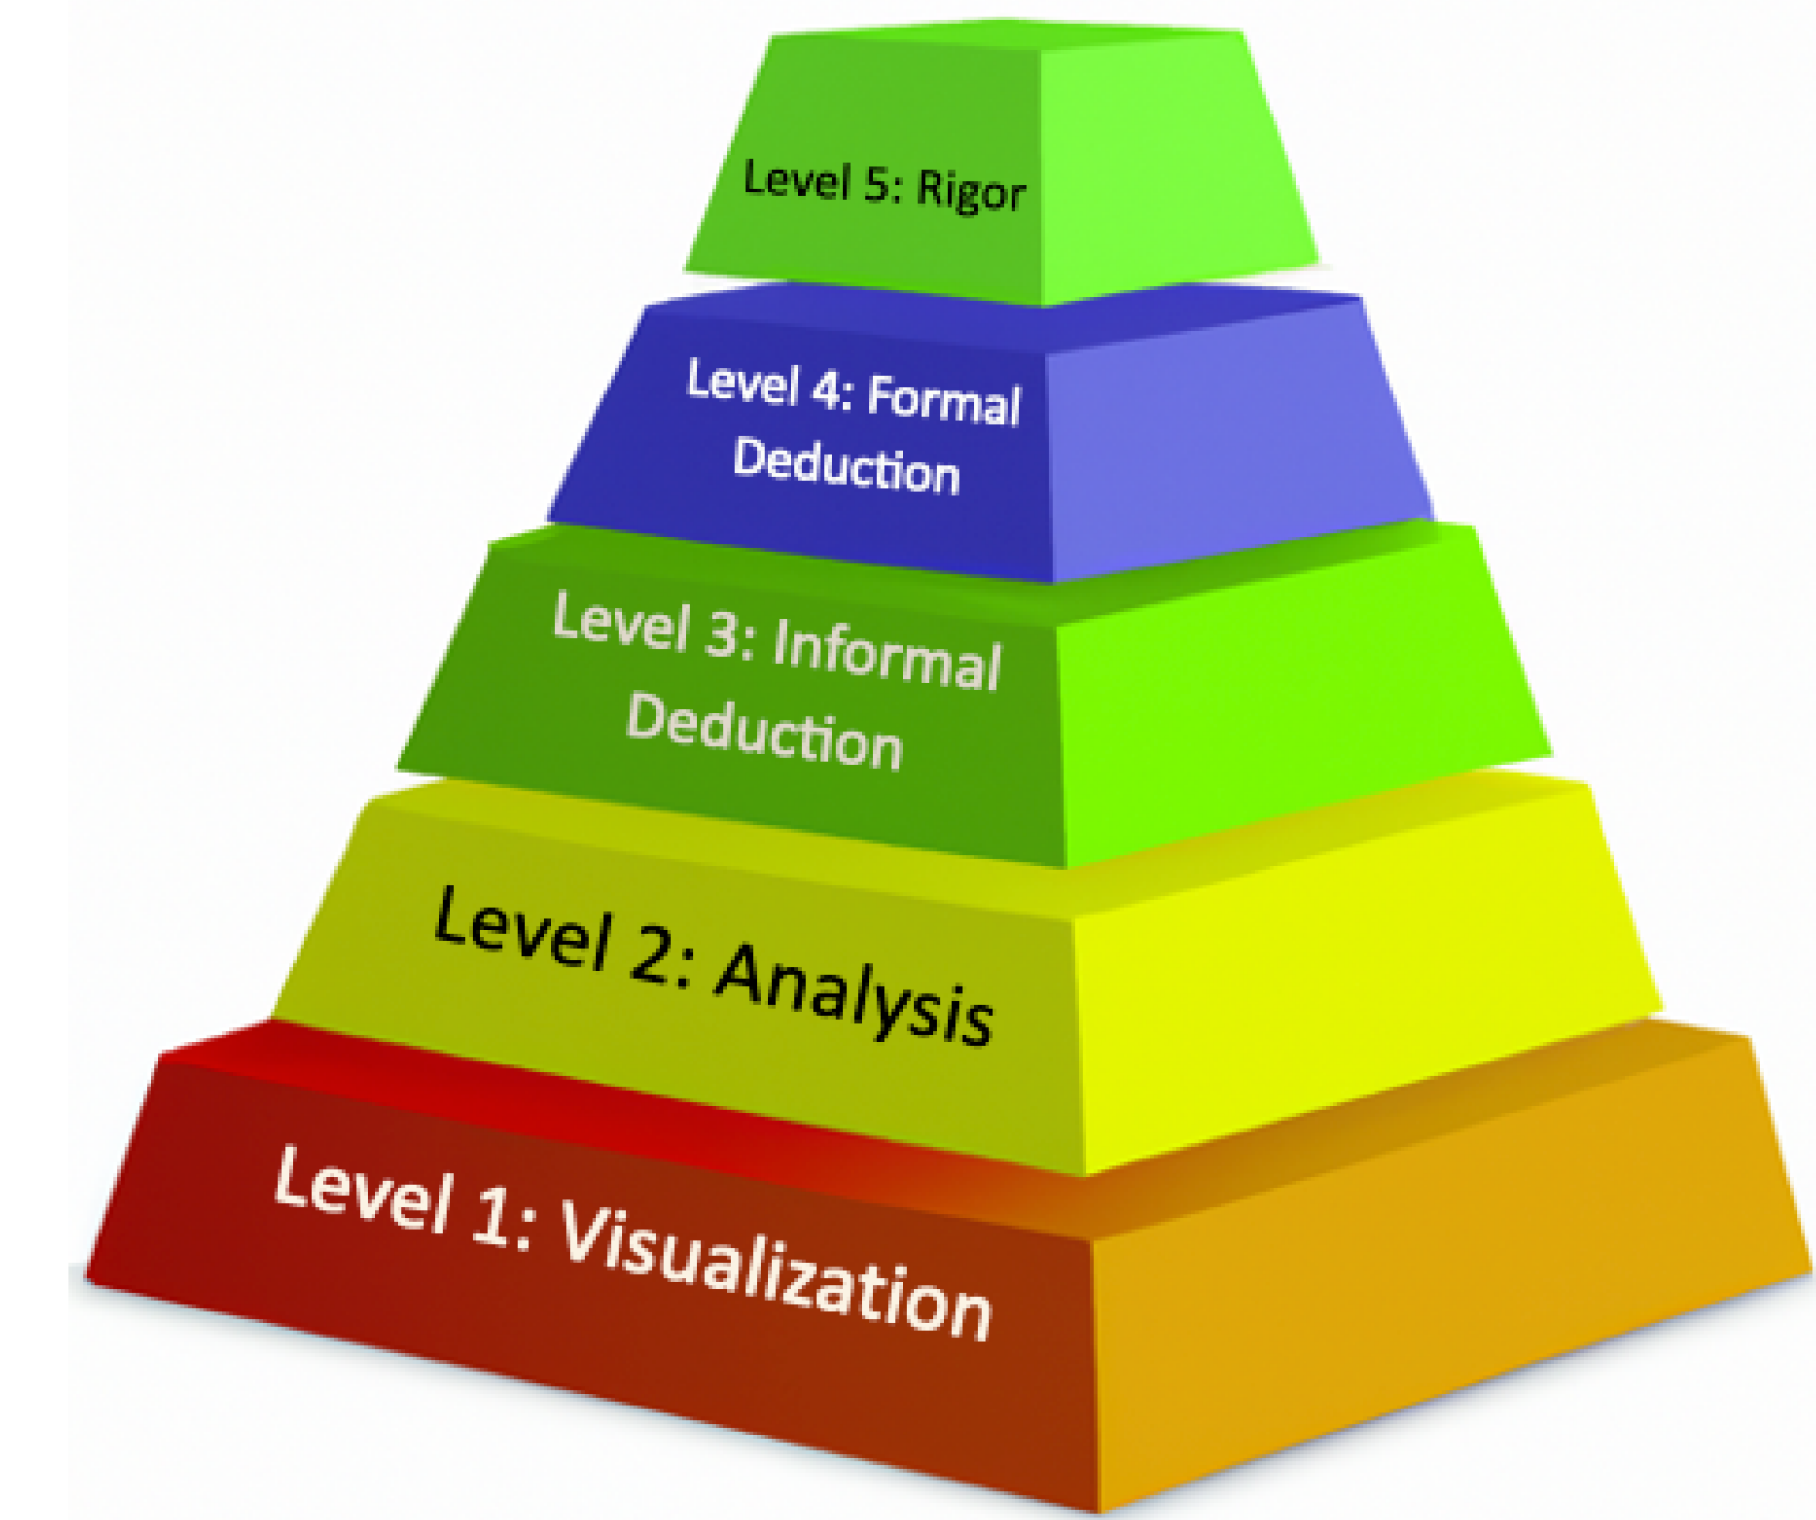 Level 5: Rigor
Level 4: Formal
Deduction
Level 3: Informal
Deduction
Level 2: Analysis
Level 1: Visualization